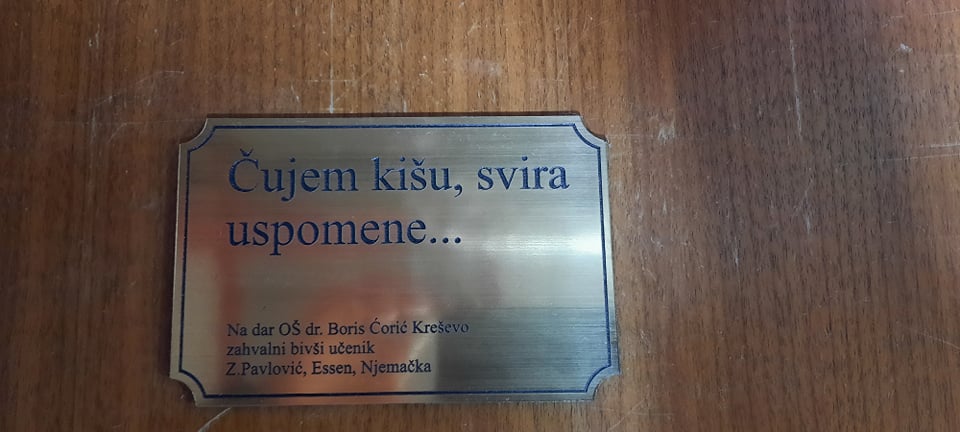 Čujem kišu, svira
uspomene...
Na dar OŠ dr. Boris Ćorić Kreševo
zahvalni bivši učenik
Z.Pavlović, Essen, Njemačka